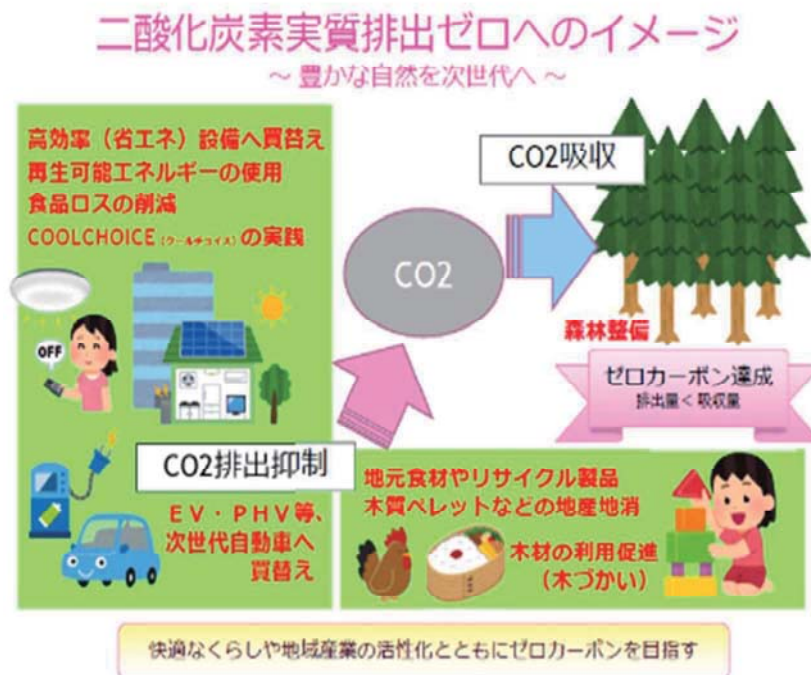 二酸化炭素実質排出ゼロへのイメージ
～ 豊かな自然を次世代へ ～
高効率（省エネ）設備へ買替え
再生可能エネルギーの使用
食品ロスの削減
COOLCHOICE（クールチョイス）の実践
OFF
CO2排出抑制
EV・PHV等、
次世代自動車へ
買替え
CO2
CO2吸収
森林整備
ゼロカーボン達成
排出量＜吸収量
地元食材やリサイクル製品
木質ペレットなどの地産地消
木材の利用促進
（木づかい）
快適なくらしや地域産業の活性化とともにゼロカーボンを目指す